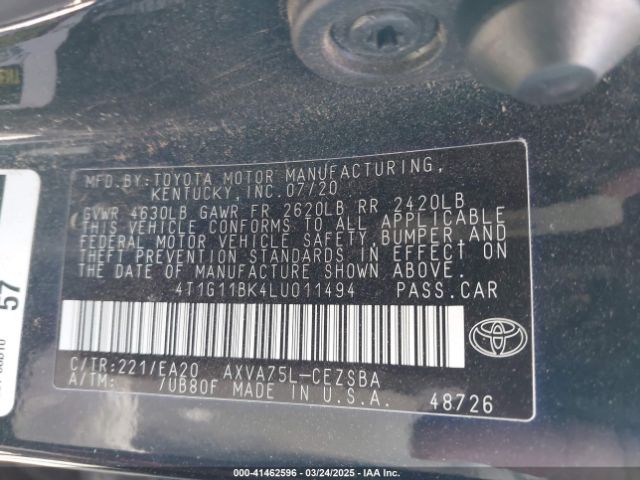 MFD.BY:TOYOTA MOTOR MANUFACTURING,
KENTUCKY,INC.07/20
GVWR 4630LB GAWR FR 2620LB RR 2420LB
THIS VEHICLE CONFORMS TO ALL APPLICABLE
FEDERAL MOTOR VEHICLE SAFETY,BUMPER,AND
THEFT PREVENTION STANDARDS IN EFFECT ON
THE DATE OF MANUFACTURE SHOWN ABOVE.
4T1G11BK4LU011494 PASS.CAR
C/TR:221/EA20 AXVA75L-CEZSBA
A/TM: /UB80F MADE IN U.S.A.
48726
57
000-41462596 - 03/24/2025 - IAA Inc.